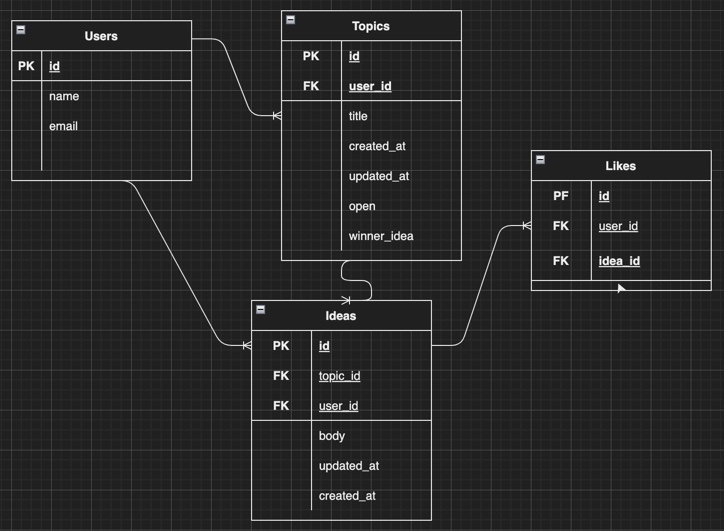 Users
PK id
name
email
Topics
PK id
FK user_id
title
created_at
updated_at
open
winner_idea
Likes
PF id
FK user_id
FK idea_id
Ideas
PK id
FK topic_id
FK user_id
body
updated_at
created_at